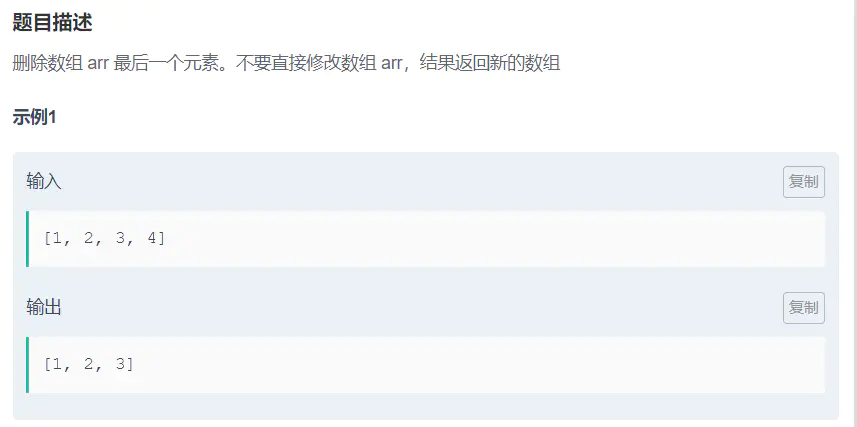 题目描述
删除数组 arr 最后一个元素。不要直接修改数组 arr，结果返回新的数组
示例1
输入
复制
[1, 2, 3, 4]
输出
复制
[1, 2, 3]